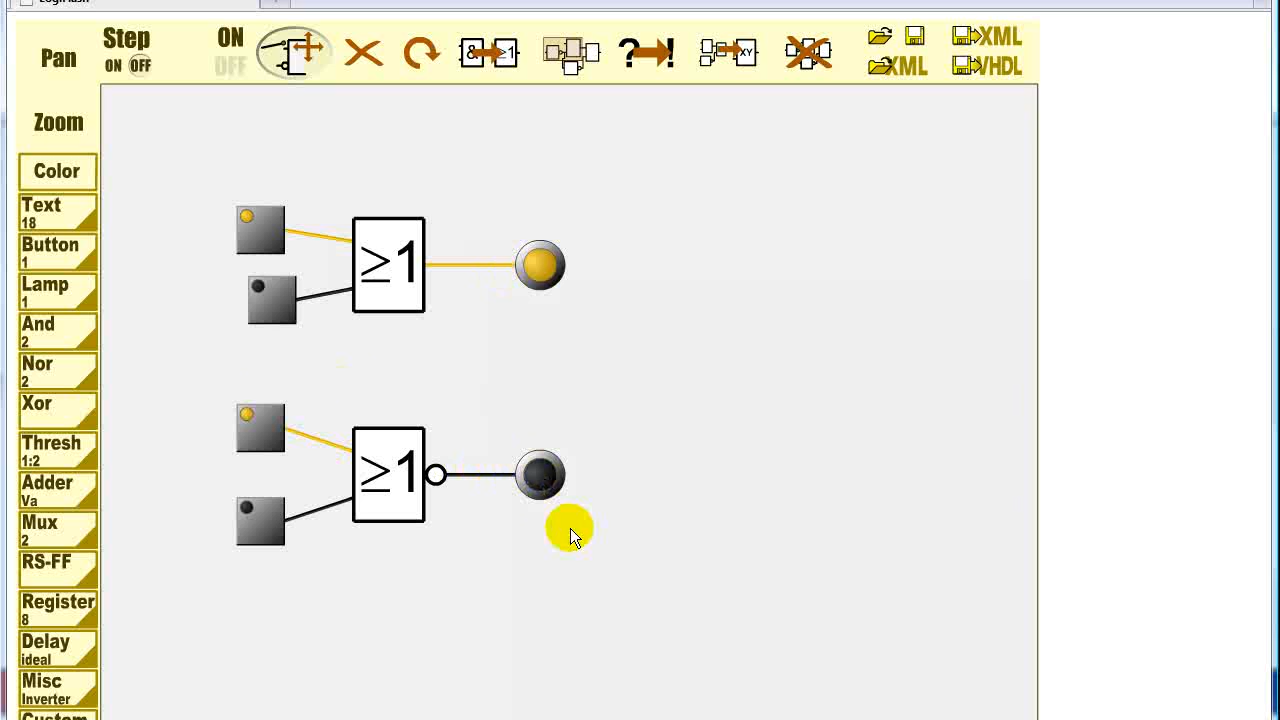 Pan
Step
ON OFF
ON
OFF
& ≥1
? !
XY
XML
XML
VHDL
Zoom
Color
Text
18
Button
1
Lamp
1
And
2
Nor
2
Xor
Thresh
1:2
Adder
Va
Mux
2
RS-FF
Register
8
Delay
ideal
Misc
Inverter
≥1
≥1